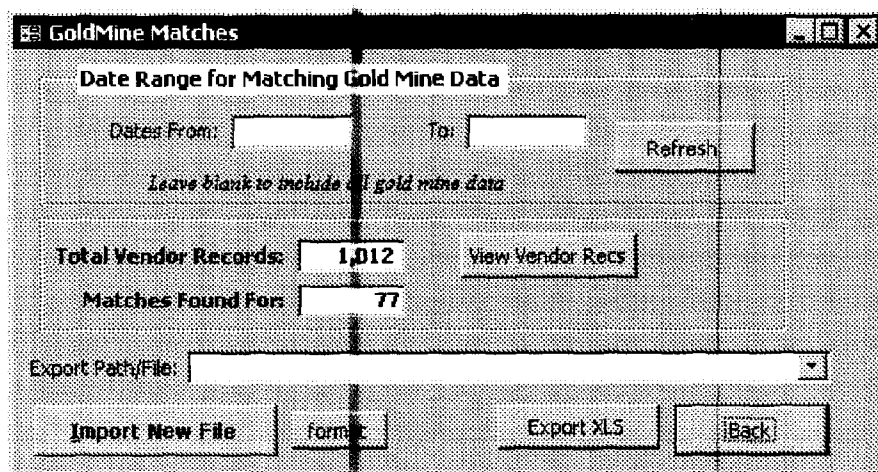 GoldMine Matches
Date Range for Matching Gold Mine Data
Dates From: To: Refresh
Leave blank to include all gold mine data
Total Vendor Records: 1,012 View Vendor Recs
Matches Found For: 77
Export Path/File:
Import New File format Export XLS Back